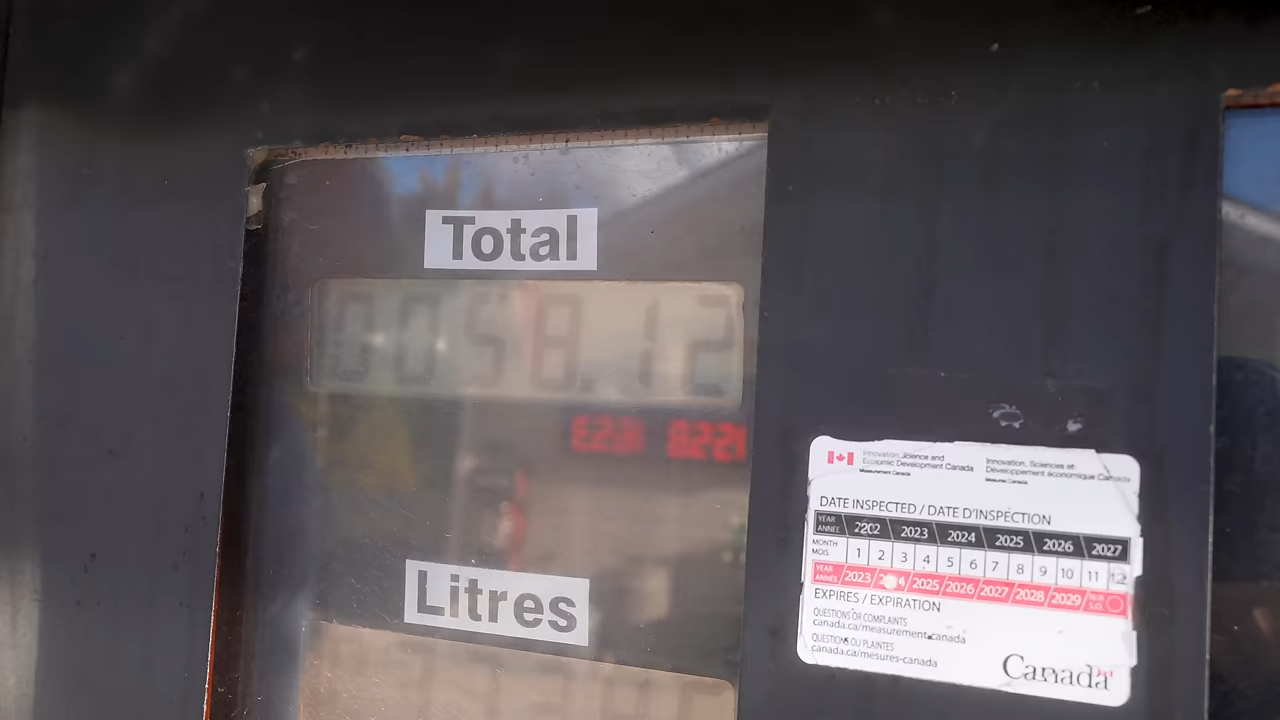 Total
0058.12
Litres
Innovation, Science and
Economic Development Canada
Measurement Canada
Innovation, Sciences et
Développement économique Canada
Mesures Canada
DATE INSPECTED / DATE D'INSPECTION
YEAR
ANNÉE
2022 2023 2024 2025 2026 2027
MONTH
MOIS
1 2 3 4 5 6 7 8 9 10 11 12
YEAR
ANNÉE
2023 2024 2025 2026 2027 2028 2029
EXPIRES / EXPIRATION
QUESTIONS OR COMPLAINTS
canada.ca/measurement-canada
QUESTIONS OU PLAINTES
canada.ca/mesures-canada
Canada